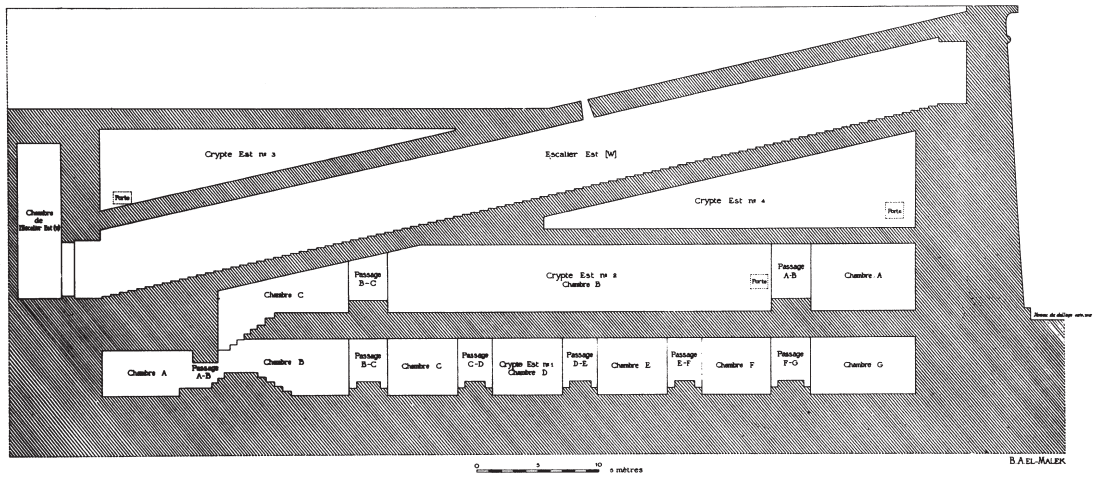 Crypte Est nº 3
Escalier Est [W]
Porte
Chambre
de
Crypte Est nº 4
Porte
Passage
B-C
Crypte Est nº 2
Chambre B
Porte
Passage
A-B
Chambre A
Chambre C
Chambre A
Passage
A-B
Chambre B
Passage
B-C
Chambre C
Passage
C-D
Crypte Est nº 1
Chambre D
Passage
D-E
Chambre E
Passage
E-F
Chambre F
Passage
F-G
Chambre G
0 5 10 mètres
B.A.EL-MALEK